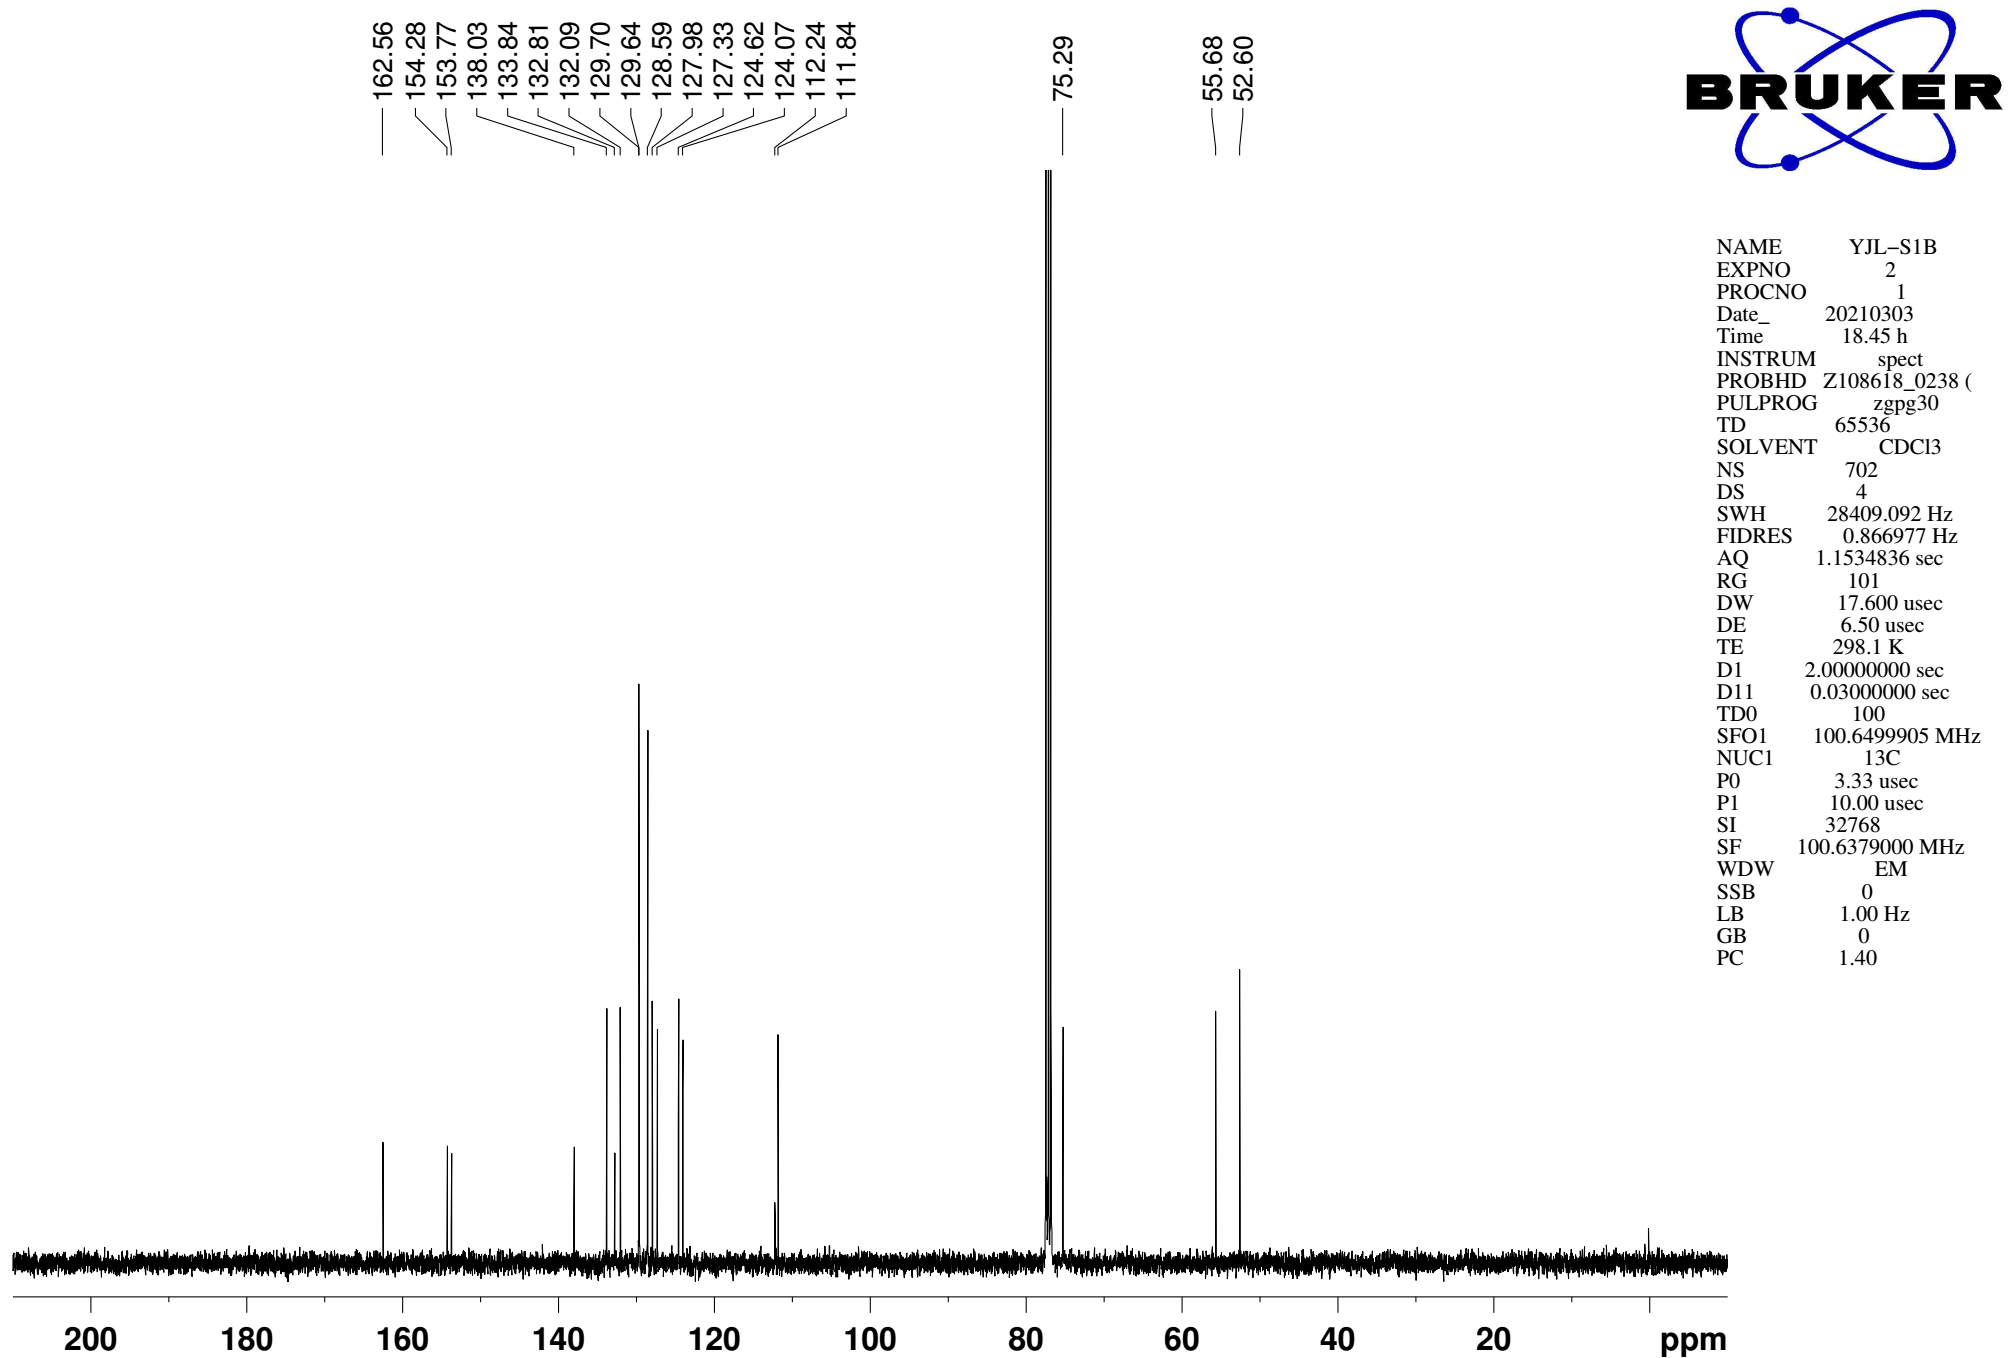 162.56
154.28
153.77
138.03
133.84
132.81
132.09
129.70
129.64
128.59
127.98
127.33
124.62
124.07
112.24
111.84
75.29
55.68
52.60
BRUKER
NAME YJL-S1B
EXPNO 2
PROCNO 1
Date_ 20210303
Time 18.45 h
INSTRUM spect
PROBHD Z108618_0238 (
PULPROG zgpg30
TD 65536
SOLVENT CDCl3
NS 702
DS 4
SWH 28409.092 Hz
FIDRES 0.866977 Hz
AQ 1.1534836 sec
RG 101
DW 17.600 usec
DE 6.50 usec
TE 298.1 K
D1 2.00000000 sec
D11 0.03000000 sec
TD0 100
SFO1 100.6499905 MHz
NUC1 13C
P0 3.33 usec
P1 10.00 usec
SI 32768
SF 100.6379000 MHz
WDW EM
SSB 0
LB 1.00 Hz
GB 0
PC 1.40
200 180 160 140 120 100 80 60 40 20 ppm